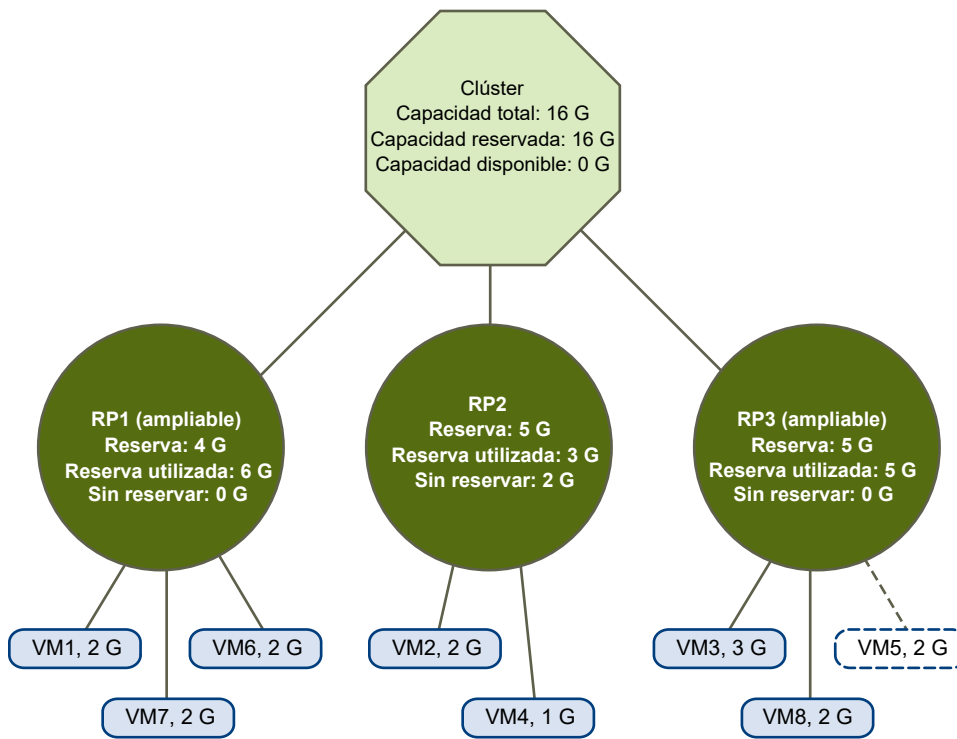 Clúster
Capacidad total: 16 G
Capacidad reservada: 16 G
Capacidad disponible: 0 G
RP1 (ampliable)
Reserva: 4 G
Reserva utilizada: 6 G
Sin reservar: 0 G
RP2
Reserva: 5 G
Reserva utilizada: 3 G
Sin reservar: 2 G
RP3 (ampliable)
Reserva: 5 G
Reserva utilizada: 5 G
Sin reservar: 0 G
VM1, 2 G
VM6, 2 G
VM2, 2 G
VM3, 3 G
VM5, 2 G
VM7, 2 G
VM4, 1 G
VM8, 2 G